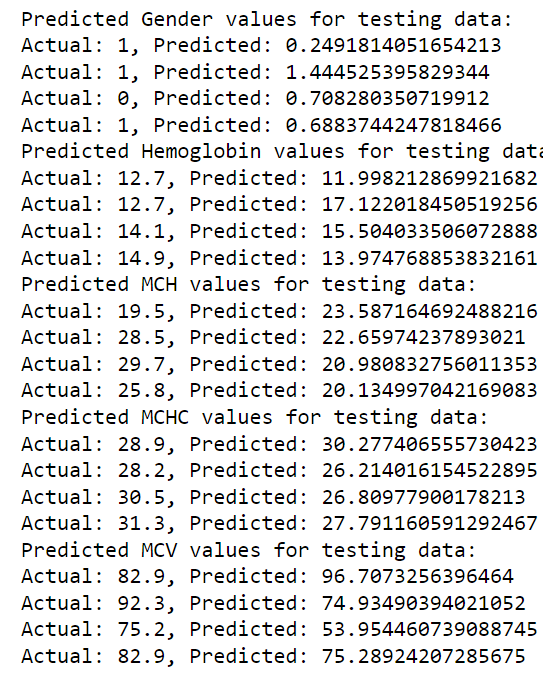 Predicted Gender values for testing data:
Actual: 1, Predicted: 0.2491814051654213
Actual: 1, Predicted: 1.444525395829344
Actual: 0, Predicted: 0.708280350719912
Actual: 1, Predicted: 0.6883744247818466
Predicted Hemoglobin values for testing data
Actual: 12.7, Predicted: 11.998212869921682
Actual: 12.7, Predicted: 17.122018450519256
Actual: 14.1, Predicted: 15.504033506072888
Actual: 14.9, Predicted: 13.974768853832161
Predicted MCH values for testing data:
Actual: 19.5, Predicted: 23.587164692488216
Actual: 28.5, Predicted: 22.65974237893021
Actual: 29.7, Predicted: 20.980832756011353
Actual: 25.8, Predicted: 20.134997042169083
Predicted MCHC values for testing data:
Actual: 28.9, Predicted: 30.277406555730423
Actual: 28.2, Predicted: 26.214016154522895
Actual: 30.5, Predicted: 26.80977900178213
Actual: 31.3, Predicted: 27.791160591292467
Predicted MCV values for testing data:
Actual: 82.9, Predicted: 96.7073256396464
Actual: 92.3, Predicted: 74.93490394021052
Actual: 75.2, Predicted: 53.954460739088745
Actual: 82.9, Predicted: 75.28924207285675